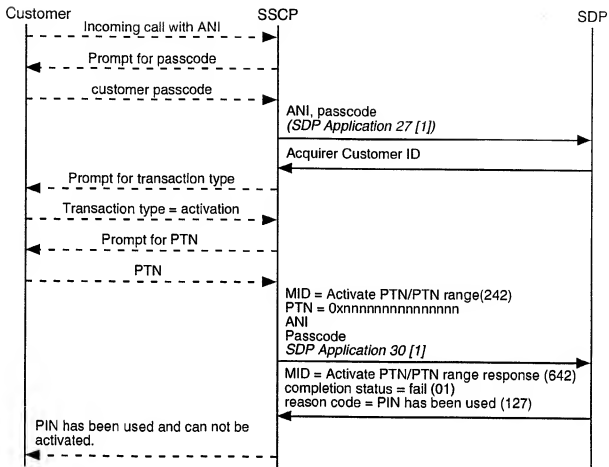 Customer
SSCP
SDP
Incoming call with ANI
Prompt for passcode
customer passcode
ANI, passcode
(SDP Application 27 [1])
Acquirer Customer ID
Prompt for transaction type
Transaction type = activation
Prompt for PTN
PTN
MID = Activate PTN/PTN range(242)
PTN = 0xnnnnnnnnnnnnnnnn
ANI
Passcode
SDP Application 30 [1]
MID = Activate PTN/PTN range response (642)
completion status = fail (01)
reason code = PIN has been used (127)
PIN has been used and can not be
activated.